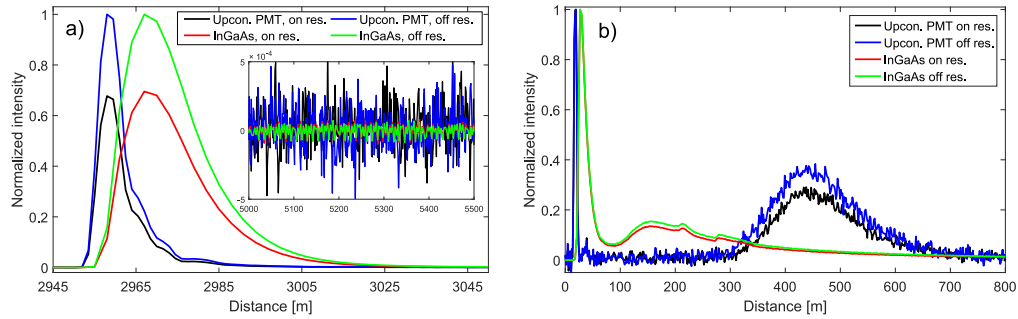 a)
Upcon. PMT, on res.
Upcon. PMT, off res.
InGaAs, on res.
InGaAs, off res.
Normalized intensity
1
0.8
0.6
0.4
0.2
0
2945
2965
2985
3005
3025
3045
Distance [m]
5
× 10⁻⁴
0
-5
5000
5100
5200
5300
5400
5500
b)
Upcon. PMT on res.
Upcon. PMT off res.
InGaAs on res.
InGaAs off res.
Normalized intensity
1
0.8
0.6
0.4
0.2
0
0
100
200
300
400
500
600
700
800
Distance [m]